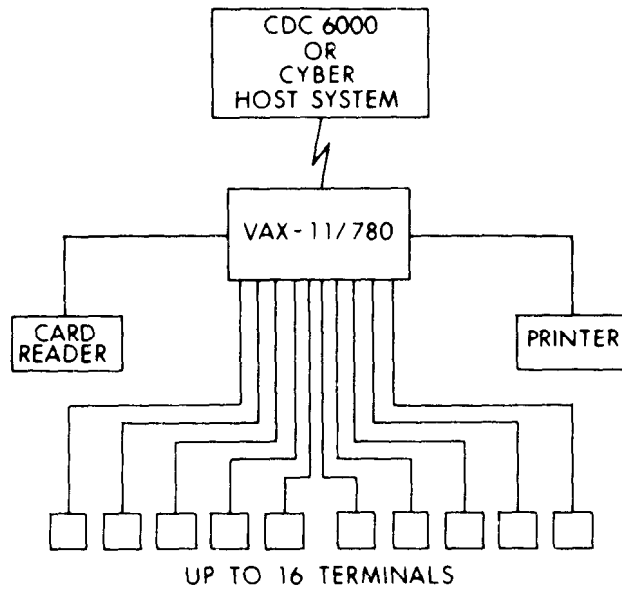 CDC 6000
OR
CYBER
HOST SYSTEM
VAX-11/780
CARD
READER
PRINTER
UP TO 16 TERMINALS